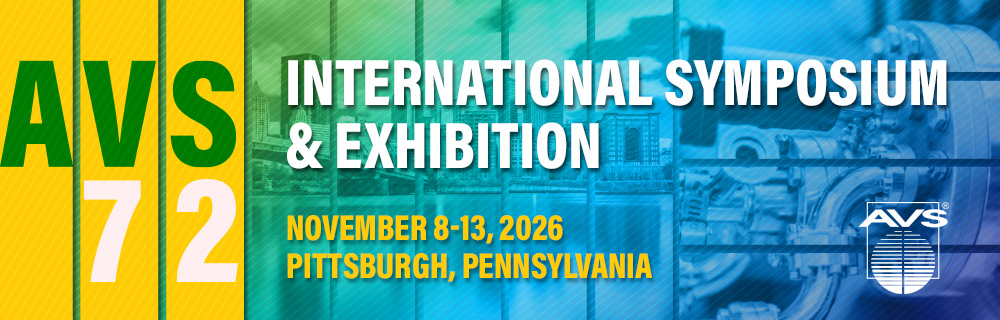 AVS
72
INTERNATIONAL SYMPOSIUM
& EXHIBITION
NOVEMBER 8-13, 2026
PITTSBURGH, PENNSYLVANIA
AVS®